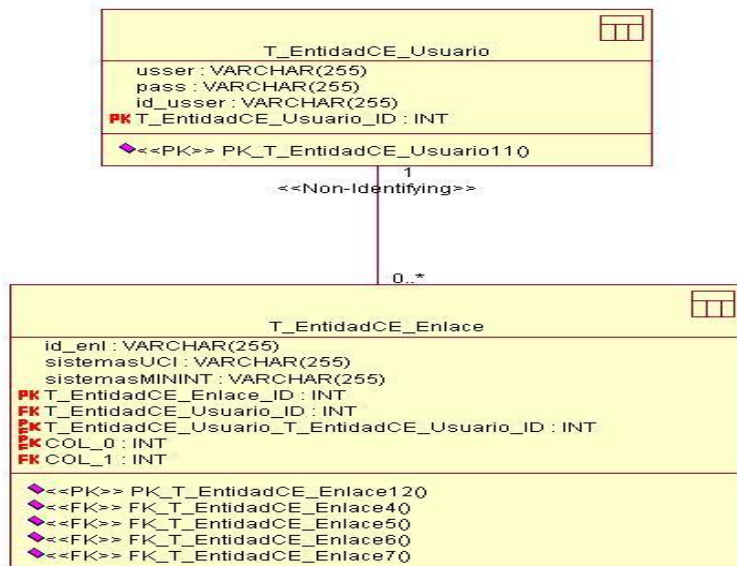 T_EntidadCE_Usuario
usser : VARCHAR(255)
pass : VARCHAR(255)
id_usser : VARCHAR(255)
PK T_EntidadCE_Usuario_ID : INT
<<PK>> PK_T_EntidadCE_Usuario11()
1
<<Non-Identifying>>
0..*
T_EntidadCE_Enlace
id_enl : VARCHAR(255)
sistemasUCI : VARCHAR(255)
sistemasMININT : VARCHAR(255)
PK T_EntidadCE_Enlace_ID : INT
FK T_EntidadCE_Usuario_ID : INT
T_EntidadCE_Usuario_T_EntidadCE_Usuario_ID : INT
COL_0 : INT
FK COL_1 : INT
<<PK>> PK_T_EntidadCE_Enlace12()
<<FK>> FK_T_EntidadCE_Enlace4()
<<FK>> FK_T_EntidadCE_Enlace5()
<<FK>> FK_T_EntidadCE_Enlace6()
<<FK>> FK_T_EntidadCE_Enlace7()